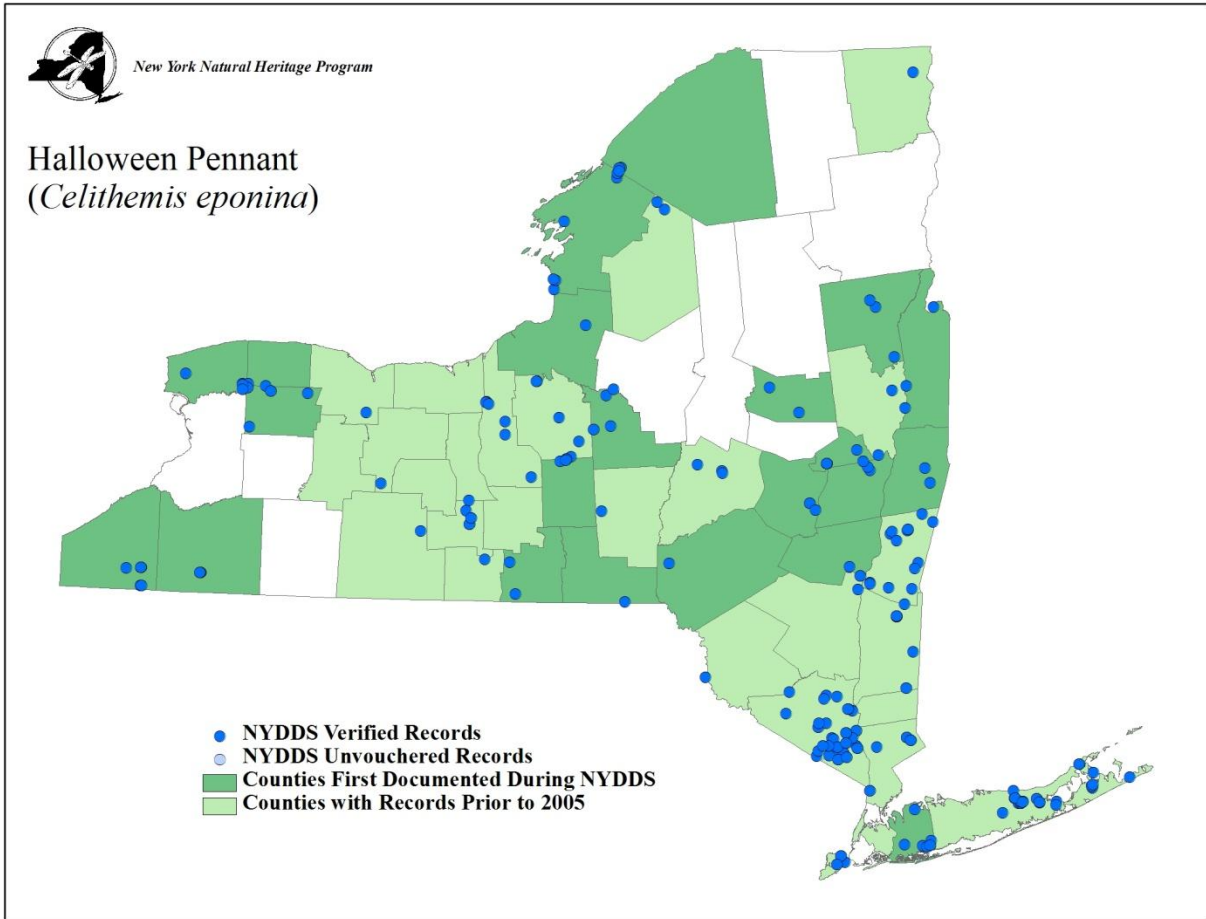 New York Natural Heritage Program
Halloween Pennant
(Celithemis eponina)
NYDDS Verified Records
NYDDS Unvouchered Records
Counties First Documented During NYDDS
Counties with Records Prior to 2005